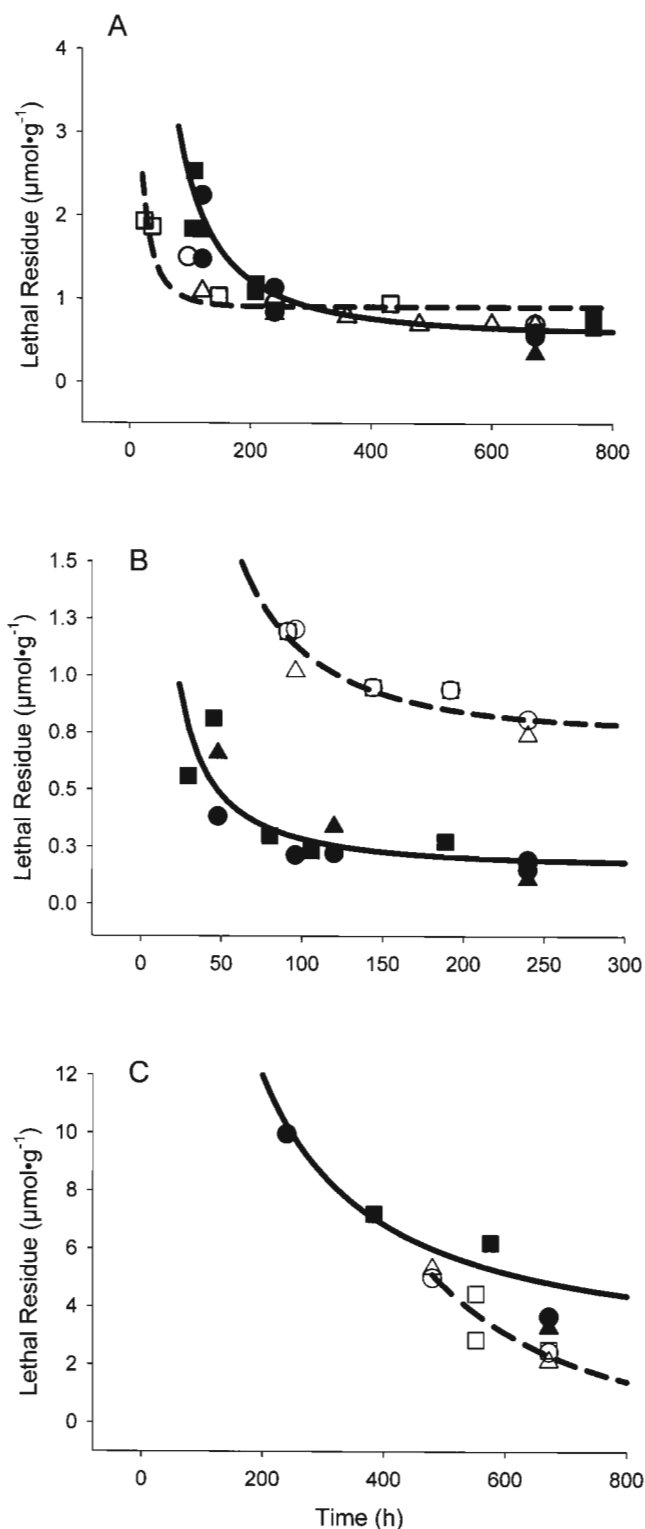 A
Lethal Residue (µmol•g-1)
4
3
2
1
0
0 200 400 600 800
B
Lethal Residue (µmol•g-1)
1.5
1.3
1.0
0.8
0.5
0.3
0.0
0 50 100 150 200 250 300
C
Lethal Residue (µmol•g-1)
12
10
8
6
4
2
0
0 200 400 600 800
Time (h)